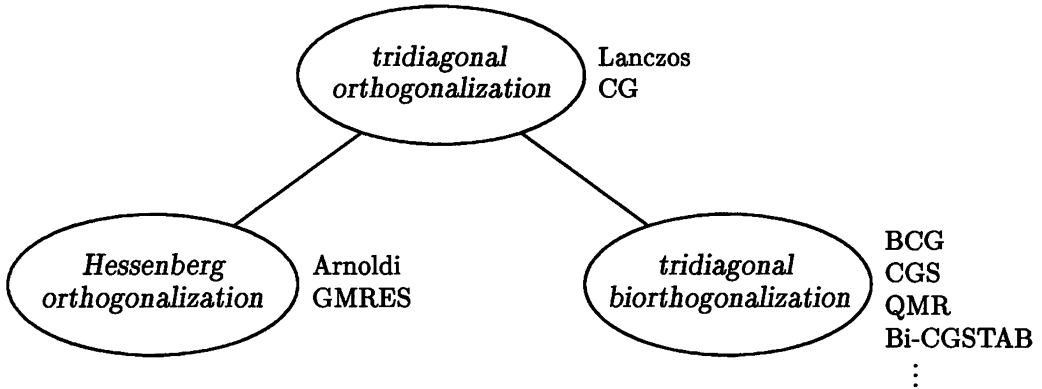 tridiagonal
orthogonalization
Lanczos
CG
Hessenberg
orthogonalization
Arnoldi
GMRES
tridiagonal
biorthogonalization
BCG
CGS
QMR
Bi-CGSTAB
⋮